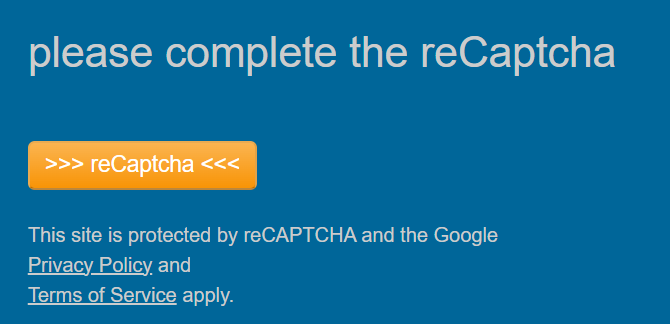 please complete the reCaptcha
>>> reCaptcha <<<
This site is protected by reCAPTCHA and the Google
Privacy Policy and
Terms of Service apply.